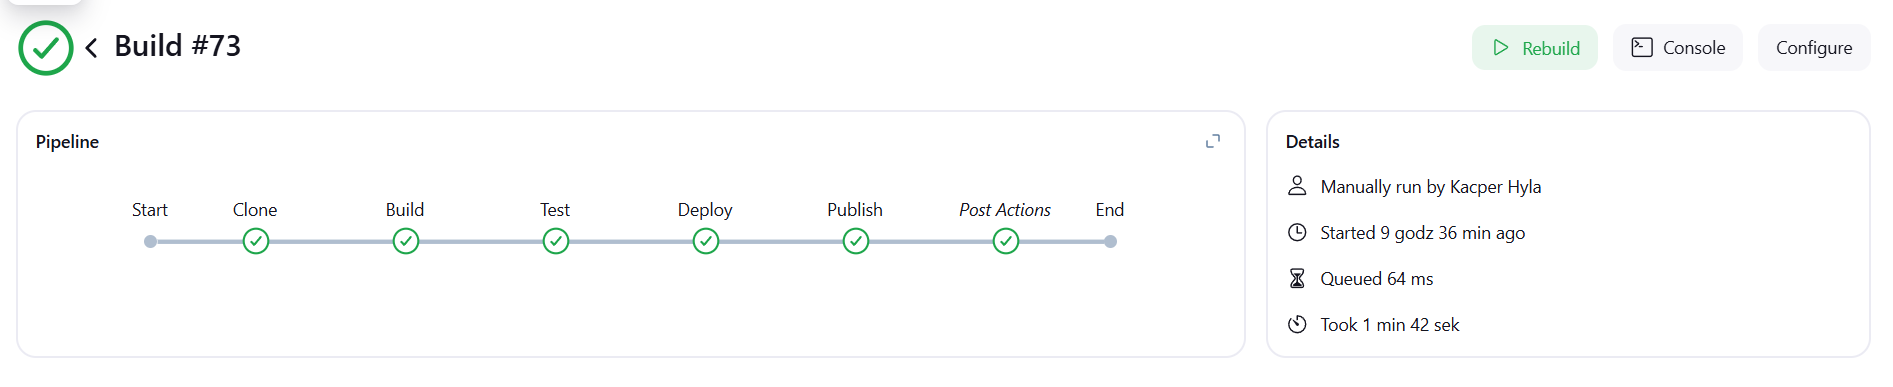 Build #73
Rebuild
Console
Configure
Pipeline
Start
Clone
Build
Test
Deploy
Publish
Post Actions
End
Details
Manually run by Kacper Hyla
Started 9 godz 36 min ago
Queued 64 ms
Took 1 min 42 sek